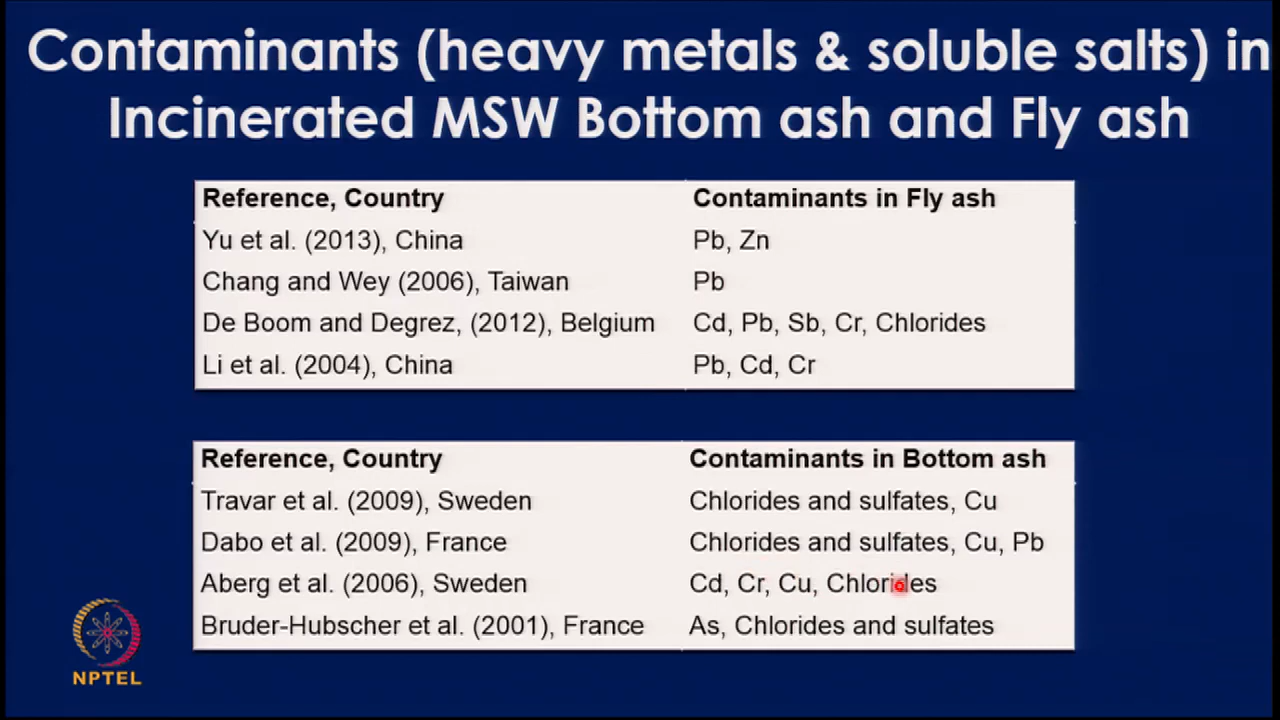 Contaminants (heavy metals & soluble salts) in
Incinerated MSW Bottom ash and Fly ash
Reference, Country Contaminants in Fly ash
Yu et al. (2013), China Pb, Zn
Chang and Wey (2006), Taiwan Pb
De Boom and Degrez, (2012), Belgium Cd, Pb, Sb, Cr, Chlorides
Li et al. (2004), China Pb, Cd, Cr
Reference, Country Contaminants in Bottom ash
Travar et al. (2009), Sweden Chlorides and sulfates, Cu
Dabo et al. (2009), France Chlorides and sulfates, Cu, Pb
Aberg et al. (2006), Sweden Cd, Cr, Cu, Chlorides
Bruder-Hubscher et al. (2001), France As, Chlorides and sulfates
NPTEL